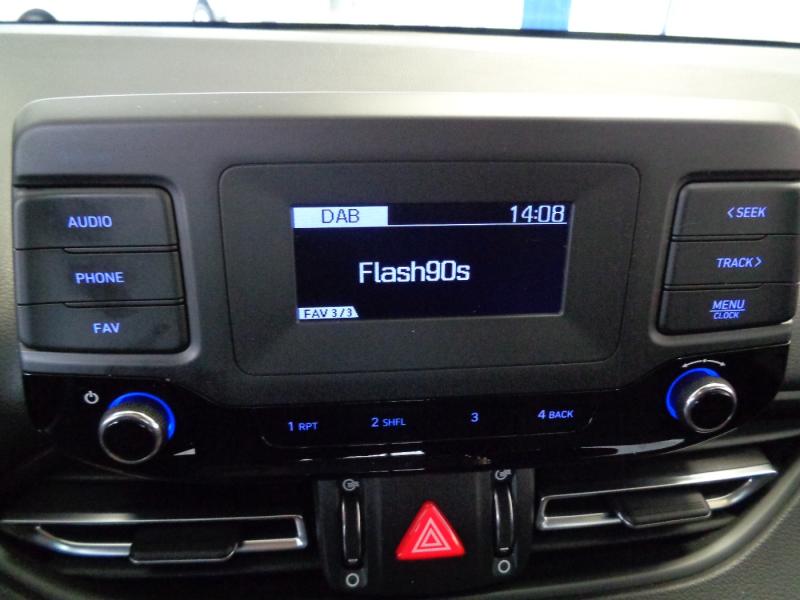 DAB 14:08
Flash90s
FAV 3/3
AUDIO
PHONE
FAV
<SEEK
TRACK>
MENU
CLOCK
1 RPT 2 SHFL 3 4 BACK